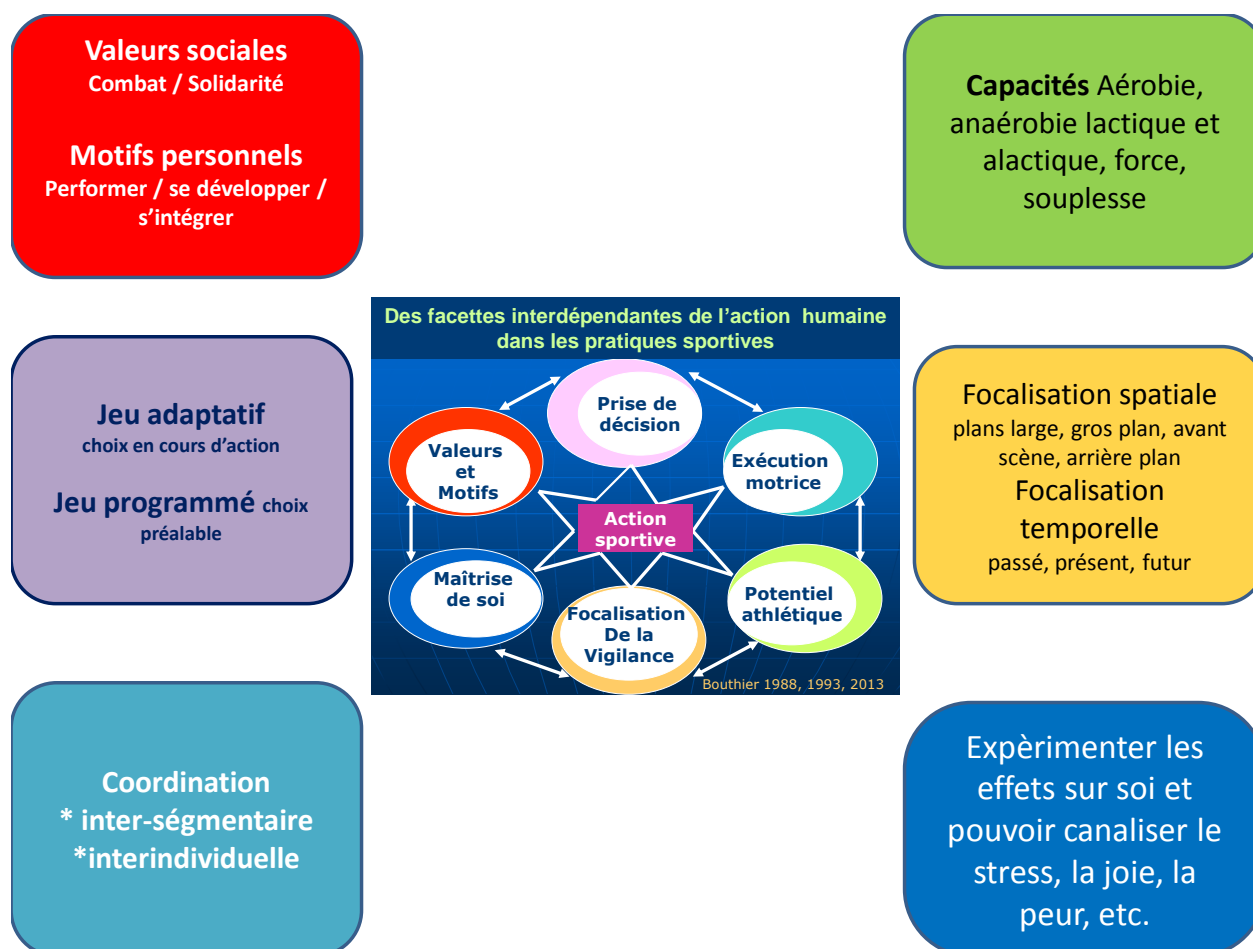 Valeurs sociales
Combat / Solidarité
Motifs personnels
Performer / se développer /
s'intégrer
Capacités Aérobie,
anaérobie lactique et
alactique, force,
souplesse
Jeu adaptatif
choix en cours d'action
Jeu programmé choix
préalable
Des facettes interdépendantes de l'action humaine
dans les pratiques sportives
Prise de
décision
Valeurs
et
Motifs
Exécution
motrice
Action
sportive
Maîtrise
de soi
Focalisation
De la
Vigilance
Potentiel
athlétique
Bouthier 1988, 1993, 2013
Focalisation spatiale
plans large, gros plan, avant
scène, arrière plan
Focalisation
temporelle
passé, présent, futur
Coordination
* inter-ségmentaire
*interindividuelle
Expèrimenter les
effets sur soi et
pouvoir canaliser le
stress, la joie, la
peur, etc.